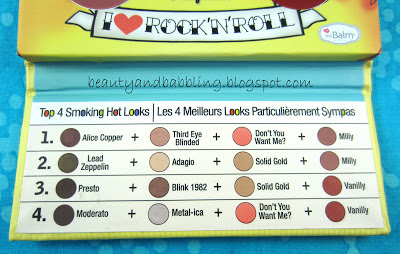 I ROCK'N'ROLL
the Balm
beautyandbabbling.blogspot.com
Top 4 Smoking Hot Looks | Les 4 Meilleurs Looks Particulièrement Sympas
1. Alice Copper + Third Eye Blinded + Don't You Want Me? + Milly
2. Lead Zeppelin + Adagio + Solid Gold + Milly
3. Presto + Blink 1982 + Solid Gold + Vanilly
4. Moderato + Metal-ica + Don't You Want Me? + Vanilly